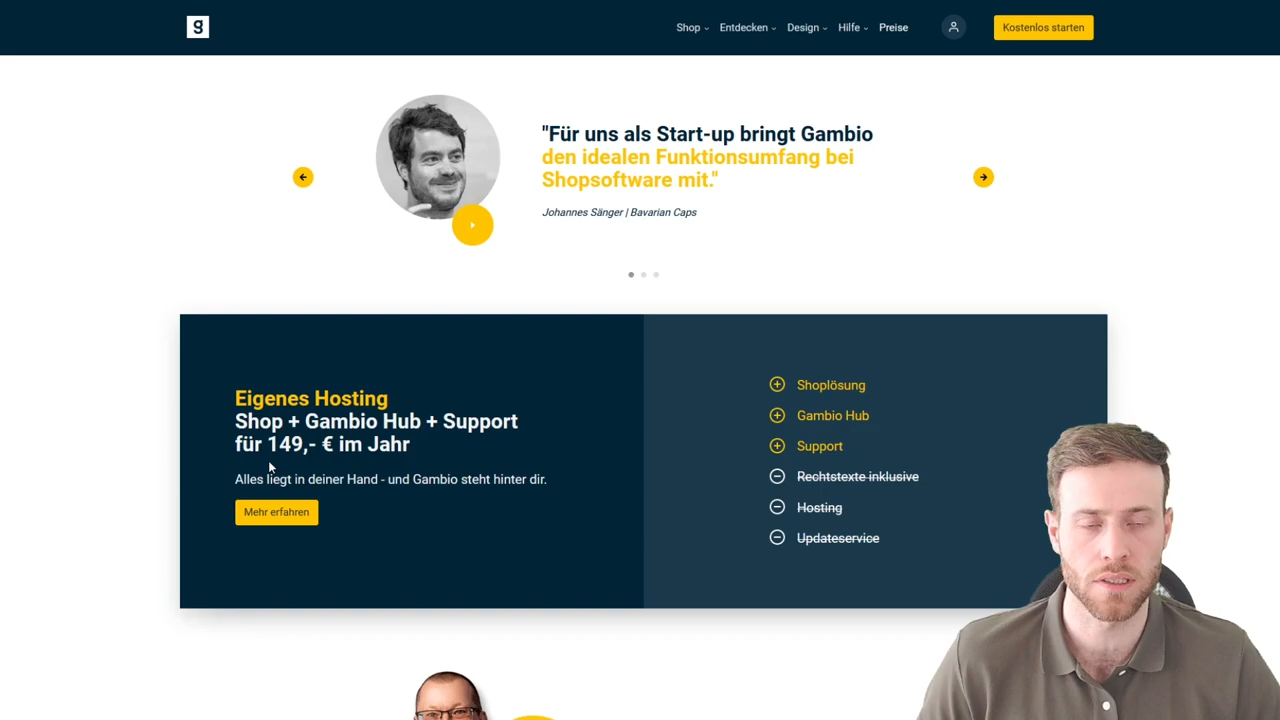 g
Shop Entdecken Design Hilfe Preise Kostenlos starten
"Für uns als Start-up bringt Gambio
den idealen Funktionsumfang bei
Shopsoftware mit."
Johannes Sänger | Bavarian Caps
Eigenes Hosting
Shop + Gambio Hub + Support
für 149,- € im Jahr
Alles liegt in deiner Hand - und Gambio steht hinter dir.
Mehr erfahren
Shoplösung
Gambio Hub
Support
Rechtstexte inklusive
Hosting
Updateservice